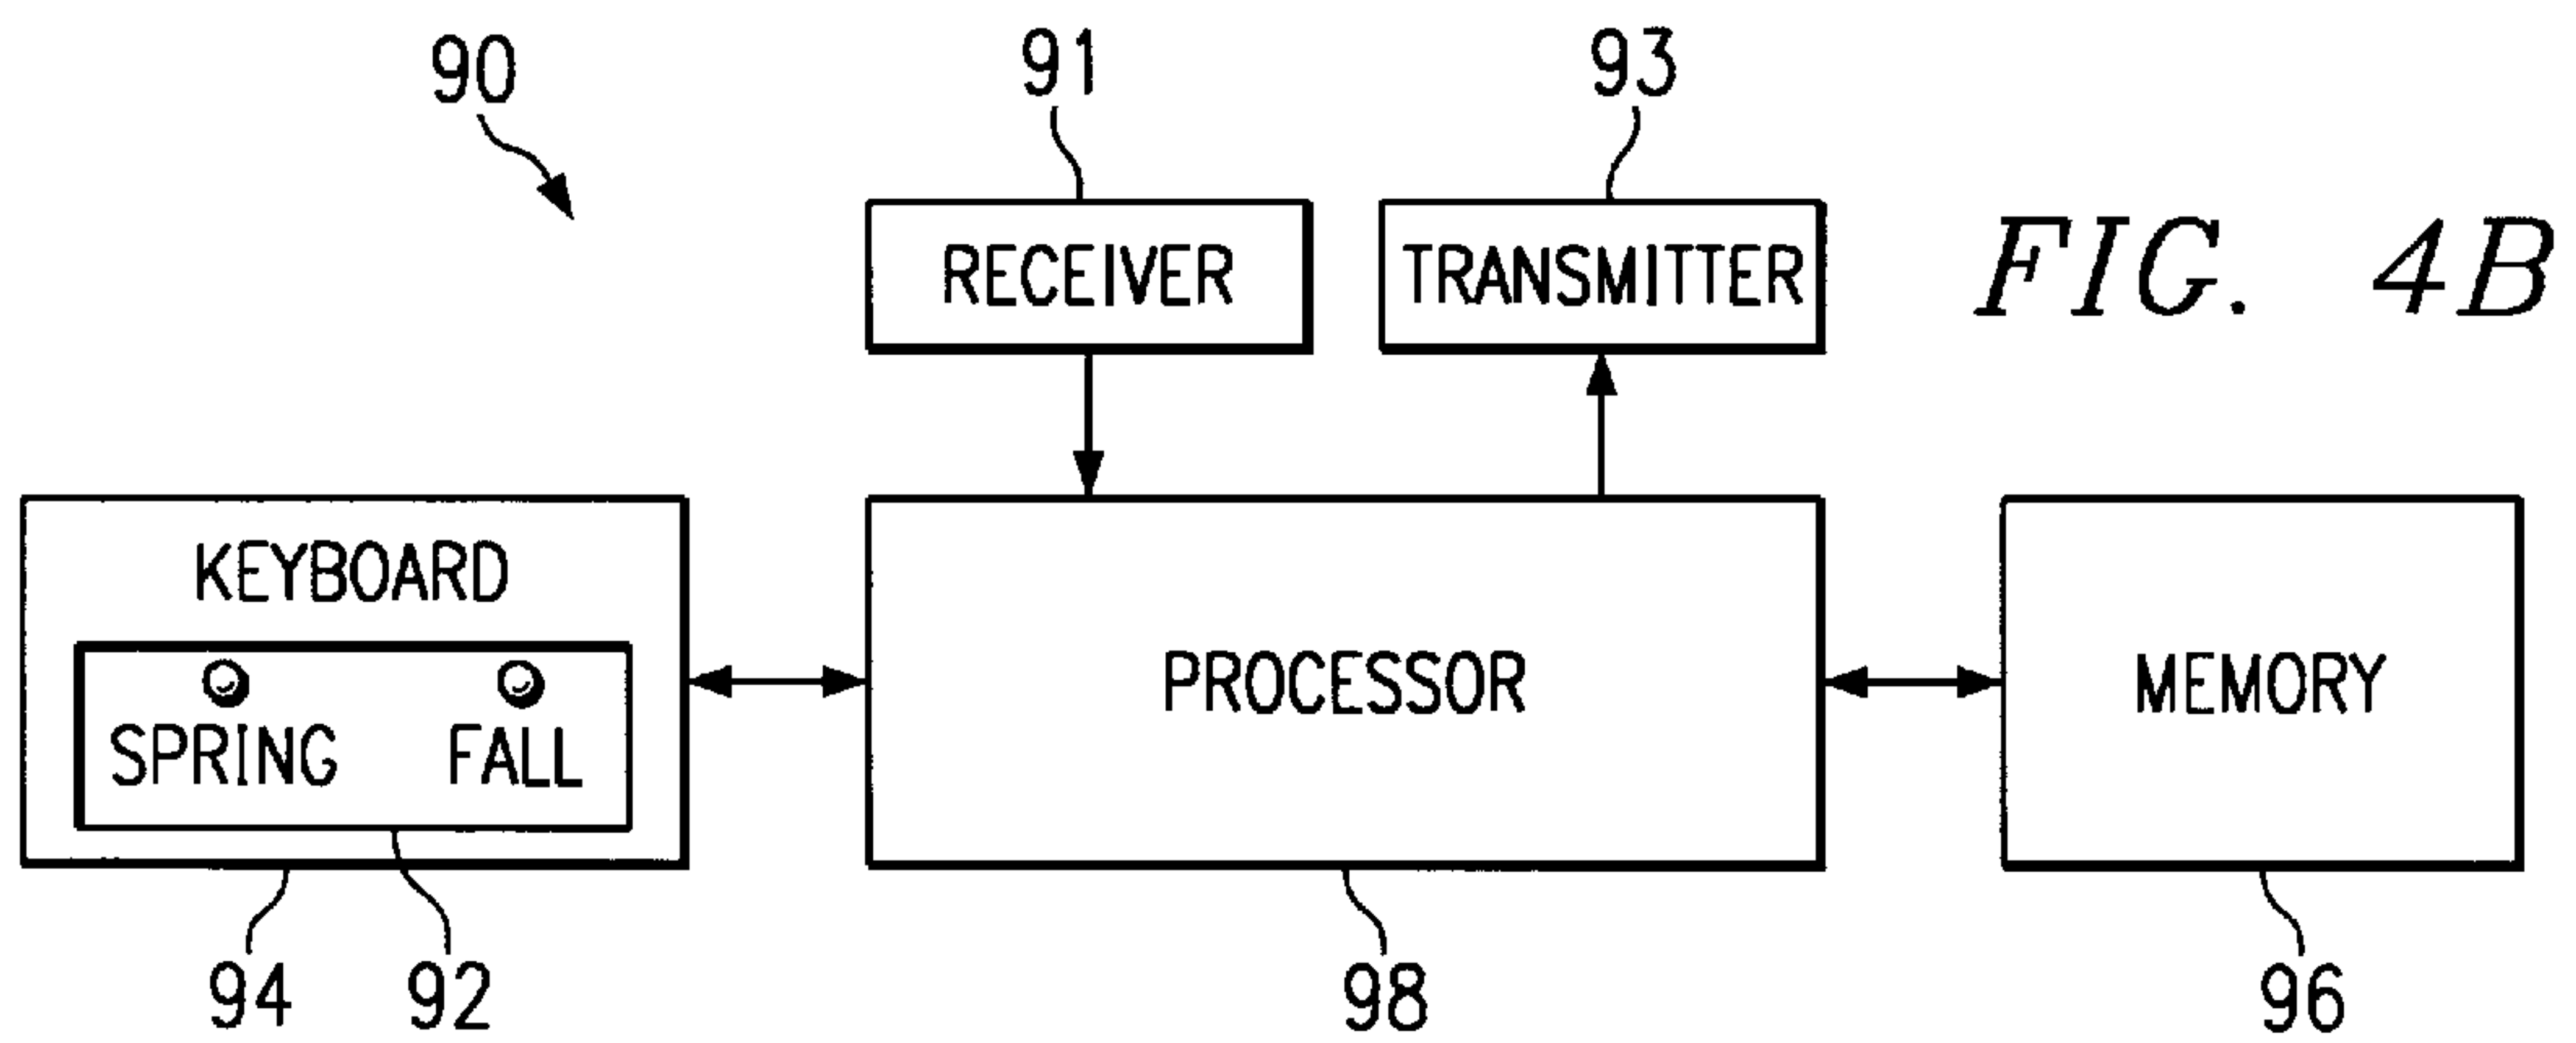 90
91
93
RECEIVER
TRANSMITTER
FIG. 4B
KEYBOARD
SPRING
FALL
PROCESSOR
MEMORY
94
92
98
96